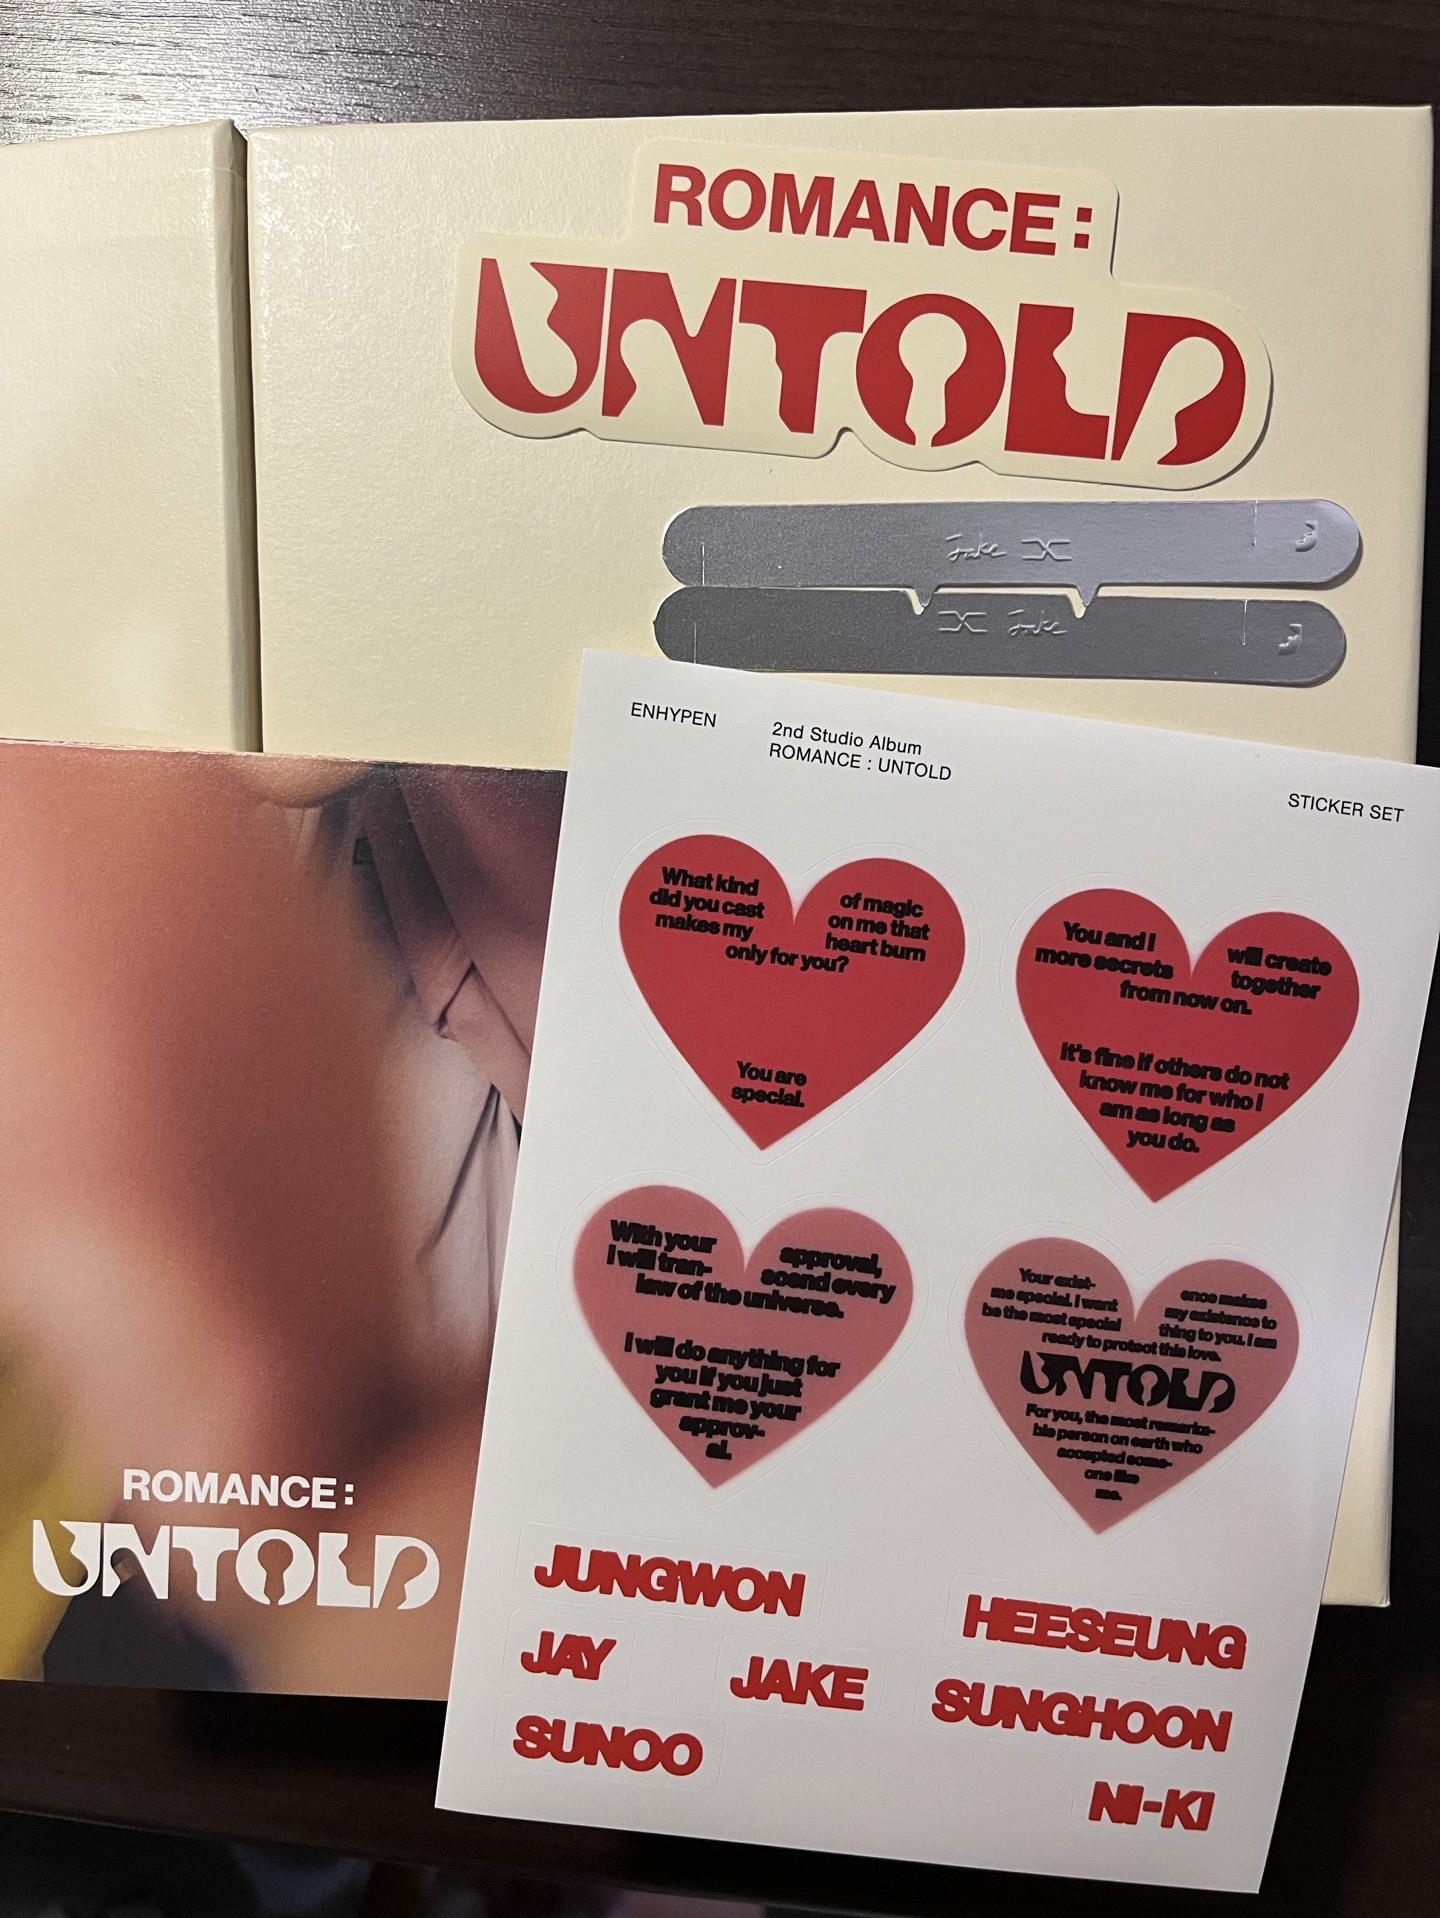 ROMANCE :
UNTOLD
Jake
Jake
ENHYPEN
2nd Studio Album
ROMANCE : UNTOLD
STICKER SET
What kind of magic
did you cast on me that
makes my heart burn
only for you?
You are
special.
You and I will create
more secrets together
from now on.
It's fine if others do not
know me for who I
am as long as
you do.
With your approval,
I will tran- scend every
law of the universe.
I will do anything for
you if you just
grant me your
approv-
al.
Your exist- ence makes
me special. I want my existence to
be the most special thing to you. I am
ready to protect this love.
UNTOLD
For you, the most remarka-
ble person on earth who
accepted some-
one like
me.
JUNGWON
HEESEUNG
JAY
JAKE
SUNGHOON
SUNOO
NI-KI
ROMANCE :
UNTOLD